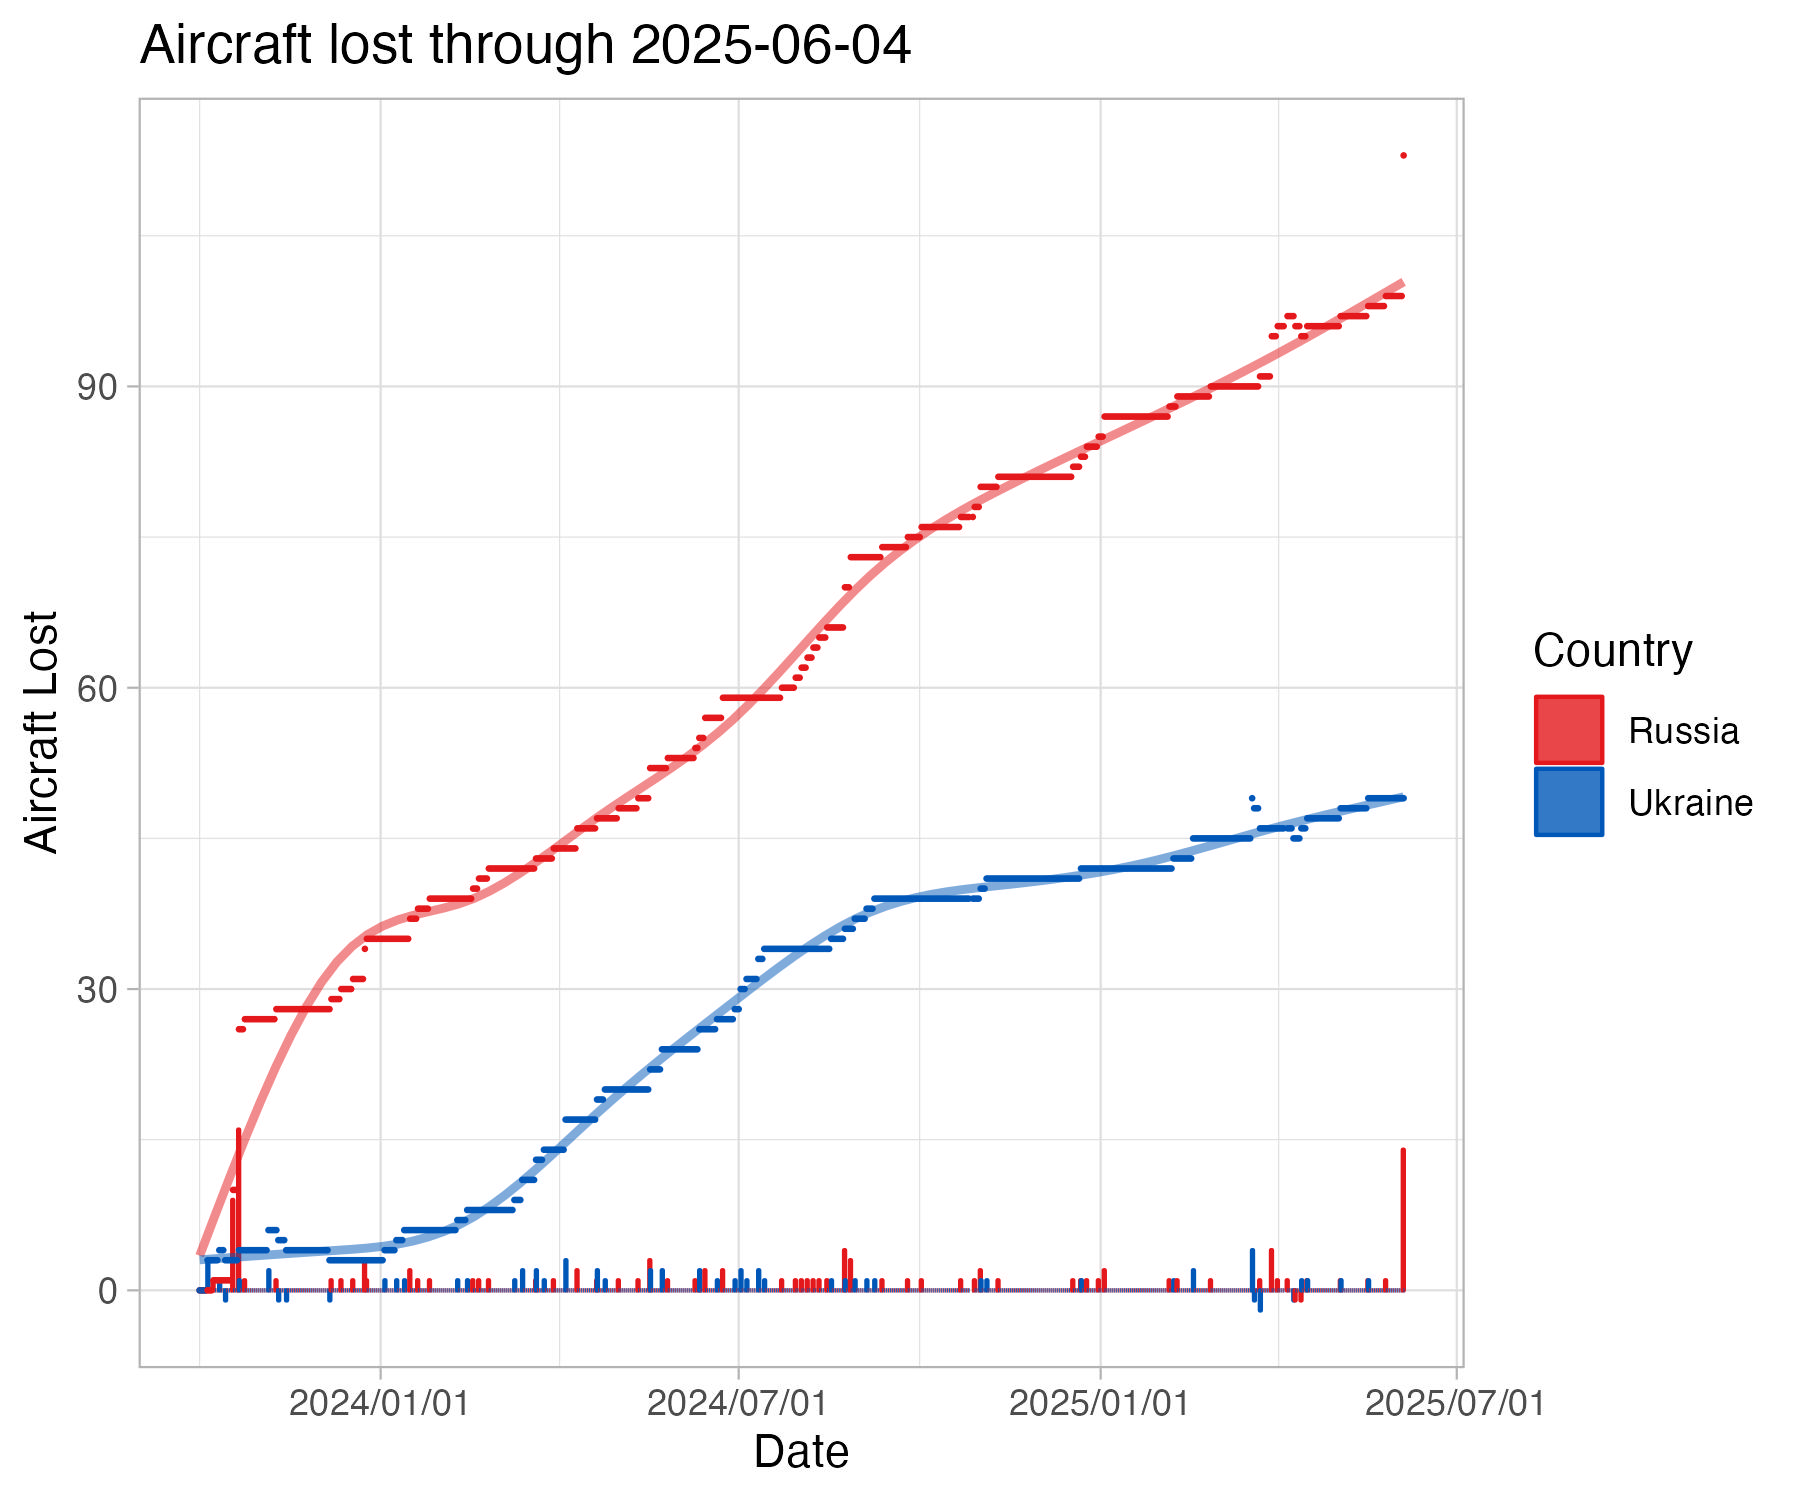 Aircraft lost through 2025-06-04
Aircraft Lost
90
60
30
0
2024/01/01
2024/07/01
2025/01/01
2025/07/01
Date
Country
Russia
Ukraine